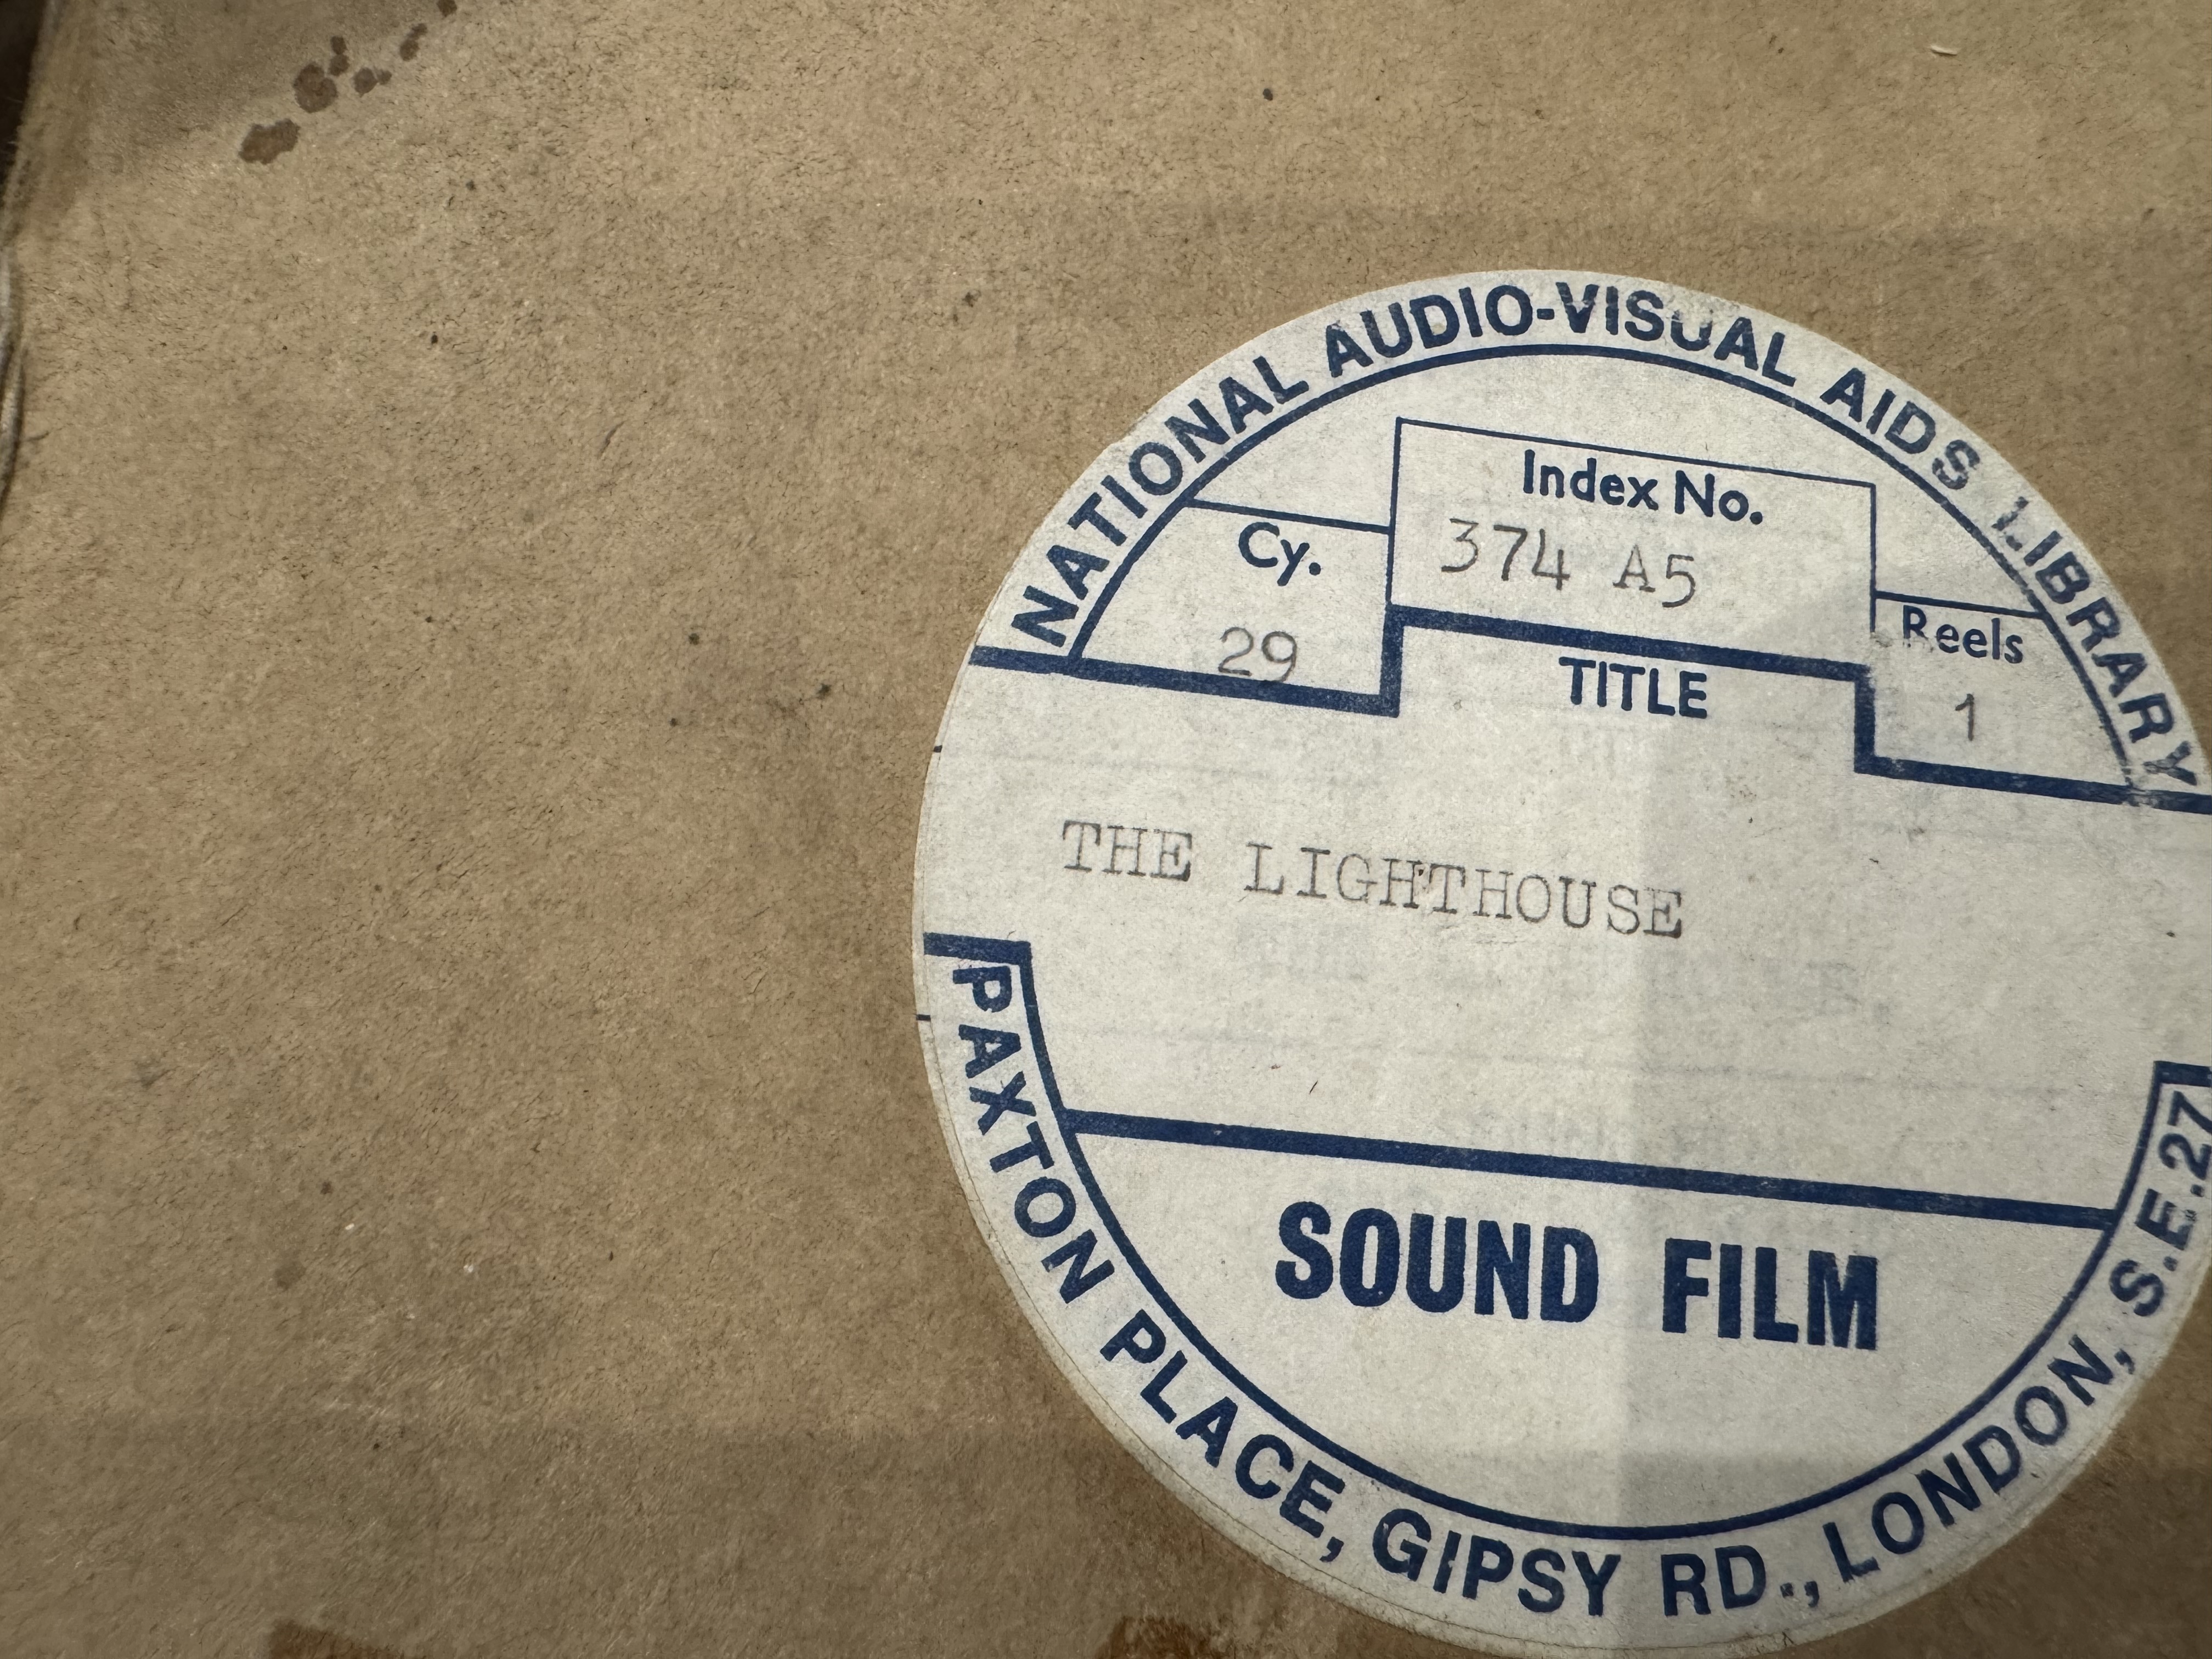 NATIONAL AUDIO-VISUAL AIDS LIBRARY
Index No.
374 A5
Cy.
29
Reels
1
TITLE
THE LIGHTHOUSE
SOUND FILM
PAXTON PLACE, GIPSY RD., LONDON, S.E.27